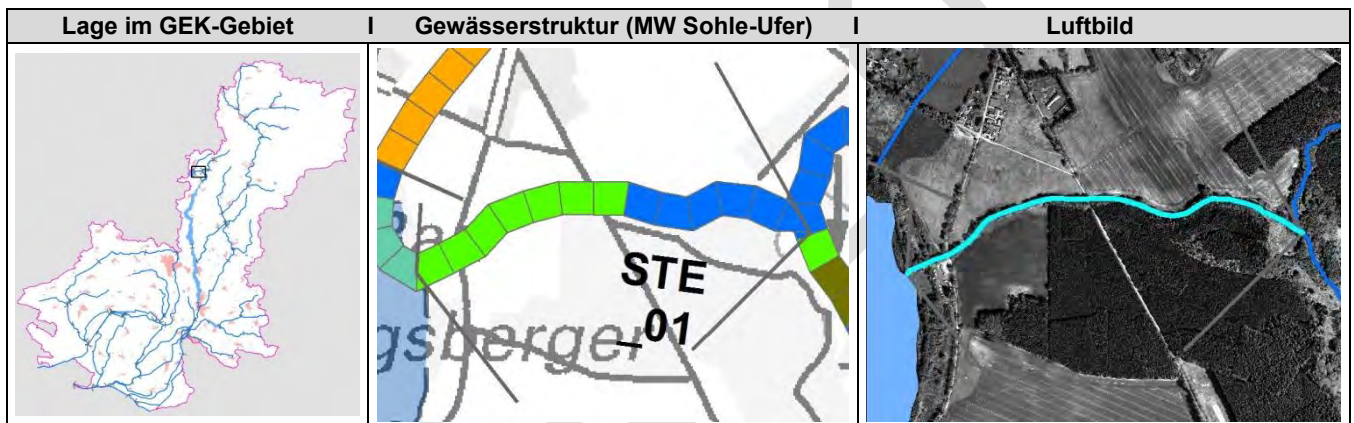 Lage im GEK-Gebiet I Gewässerstruktur (MW Sohle-Ufer) I Luftbild
STE
_01
gsberger